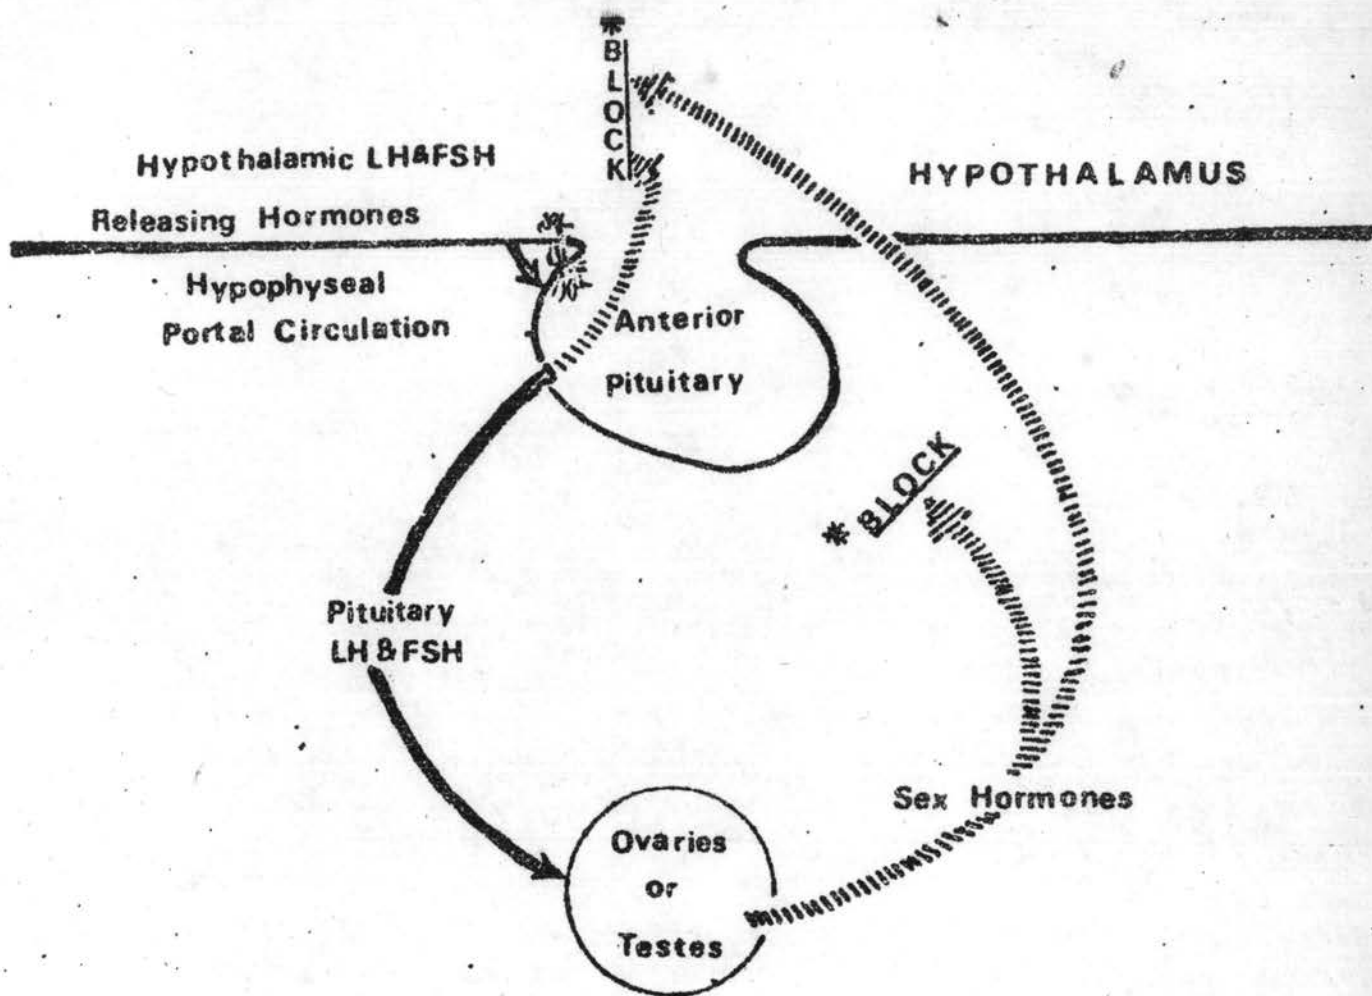 *BLOCK
Hypothalamic LH&FSH
Releasing Hormones
HYPOTHALAMUS
Hypophyseal
Portal Circulation
Anterior
Pituitary
* BLOCK
Pituitary
LH&FSH
Sex Hormones
Ovaries
or
Testes